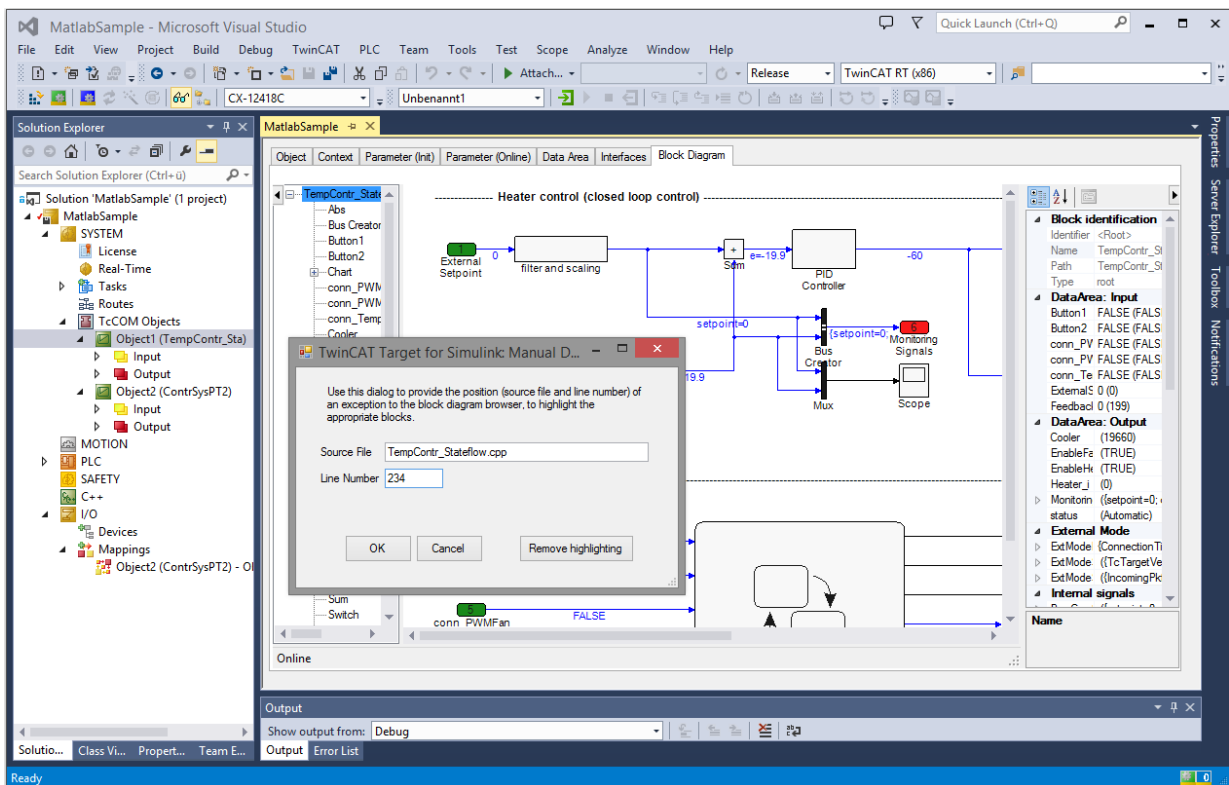 MatlabSample - Microsoft Visual Studio
Quick Launch (Ctrl+Q)
File Edit View Project Build Debug TwinCAT PLC Team Tools Test Scope Analyze Window Help
Attach...
Release
TwinCAT RT (x86)
CX-12418C
Unbenannt1
Solution Explorer
Search Solution Explorer (Ctrl+ü)
Solution 'MatlabSample' (1 project)
MatlabSample
SYSTEM
License
Real-Time
Tasks
Routes
TcCOM Objects
Object1 (TempContr_Sta)
Input
Output
Object2 (ContrSysPT2)
Input
Output
MOTION
PLC
SAFETY
C++
I/O
Devices
Mappings
Object2 (ContrSysPT2) - Ol
Solutio... Class Vi... Propert... Team E...
MatlabSample
Object Context Parameter (Init) Parameter (Online) Data Area Interfaces Block Diagram
TempContr_State
Abs
Bus Creator
Button1
Button2
Chart
conn_PWM
conn_PWM
conn_Temp
Cooler
Sum
Switch
Heater control (closed loop control)
1
External
Setpoint
0
filter and scaling
+
Sum
e=-19.9
PID
Controller
-60
setpoint=0
{setpoint=0;
6
Monitoring
Signals
Bus
Creator
19.9
Mux
Scope
5
conn_PWMFan
FALSE
Online
TwinCAT Target for Simulink: Manual D...
Use this dialog to provide the position (source file and line number) of
an exception to the block diagram browser, to highlight the
appropriate blocks.
Source File TempContr_Stateflow.cpp
Line Number 234
OK Cancel Remove highlighting
Block identification
Identifier <Root>
Name TempContr_St
Path TempContr_St
Type root
DataArea: Input
Button1 FALSE (FALS
Button2 FALSE (FALS
conn_PV FALSE (FALS
conn_PV FALSE (FALS
conn_Te FALSE (FALS
ExternalS 0 (0)
Feedbacl 0 (199)
DataArea: Output
Cooler (19660)
EnableFa (TRUE)
EnableHe (TRUE)
Heater_i (0)
Monitorin ({setpoint=0;
status (Automatic)
External Mode
ExtMode. {ConnectionTi
ExtMode. ({TcTargetVe
ExtMode. ({IncomingPk
Internal signals
Name
Properties
Server Explorer
Toolbox
Notifications
Output
Show output from: Debug
Output Error List
Ready
0